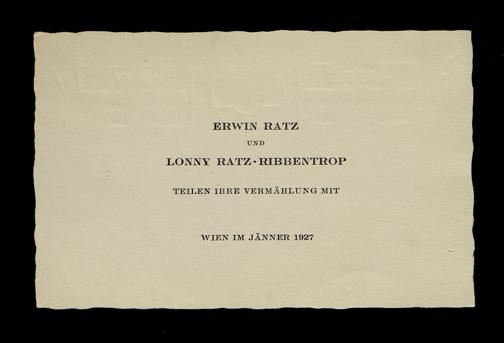 ERWIN RATZ
UND
LONNY RATZ-RIBBENTROP
TEILEN IHRE VERMÄHLUNG MIT
WIEN IM JÄNNER 1927